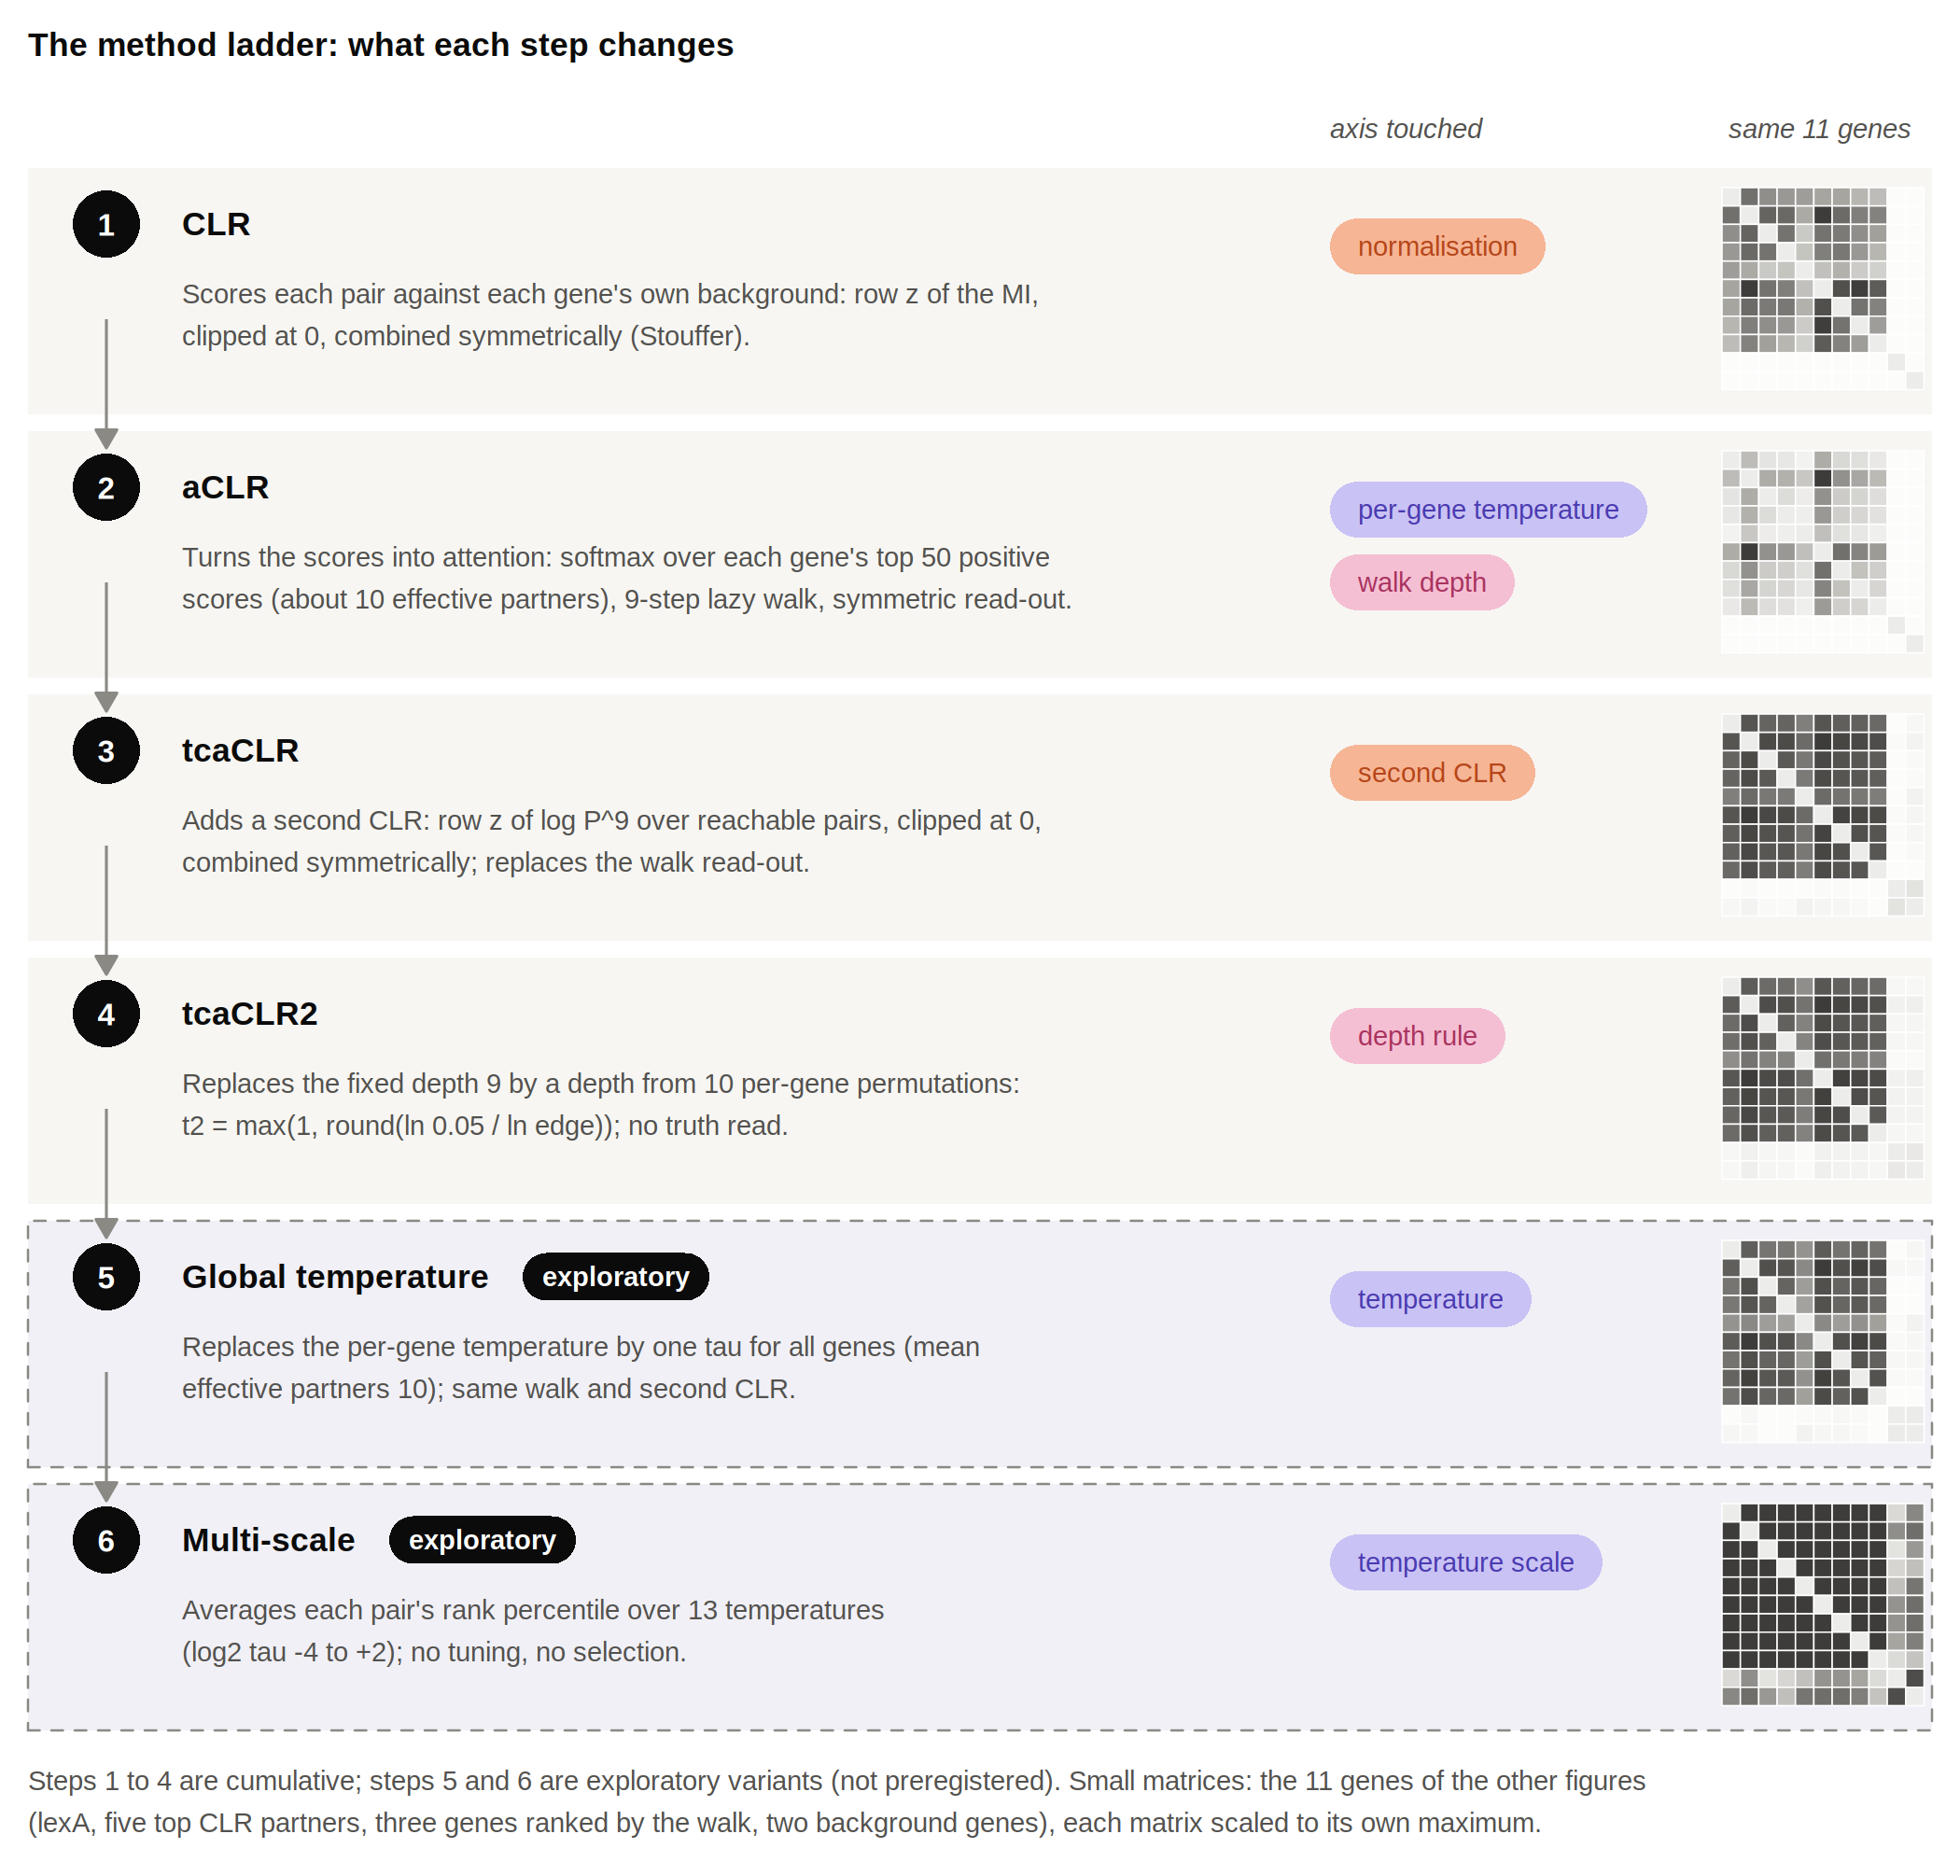 The method ladder: what each step changes
axis touched
same 11 genes
1
CLR
normalisation
Scores each pair against each gene's own background: row z of the MI,
clipped at 0, combined symmetrically (Stouffer).
2
aCLR
per-gene temperature
Turns the scores into attention: softmax over each gene's top 50 positive
walk depth
scores (about 10 effective partners), 9-step lazy walk, symmetric read-out.
3
tcaCLR
second CLR
Adds a second CLR: row z of log P^9 over reachable pairs, clipped at 0,
combined symmetrically; replaces the walk read-out.
4
tcaCLR2
depth rule
Replaces the fixed depth 9 by a depth from 10 per-gene permutations:
t2 = max(1, round(ln 0.05 / ln edge)); no truth read.
5
Global temperature
exploratory
temperature
Replaces the per-gene temperature by one tau for all genes (mean
effective partners 10); same walk and second CLR.
6
Multi-scale
exploratory
temperature scale
Averages each pair's rank percentile over 13 temperatures
(log2 tau -4 to +2); no tuning, no selection.
Steps 1 to 4 are cumulative; steps 5 and 6 are exploratory variants (not preregistered). Small matrices: the 11 genes of the other figures
(lexA, five top CLR partners, three genes ranked by the walk, two background genes), each matrix scaled to its own maximum.